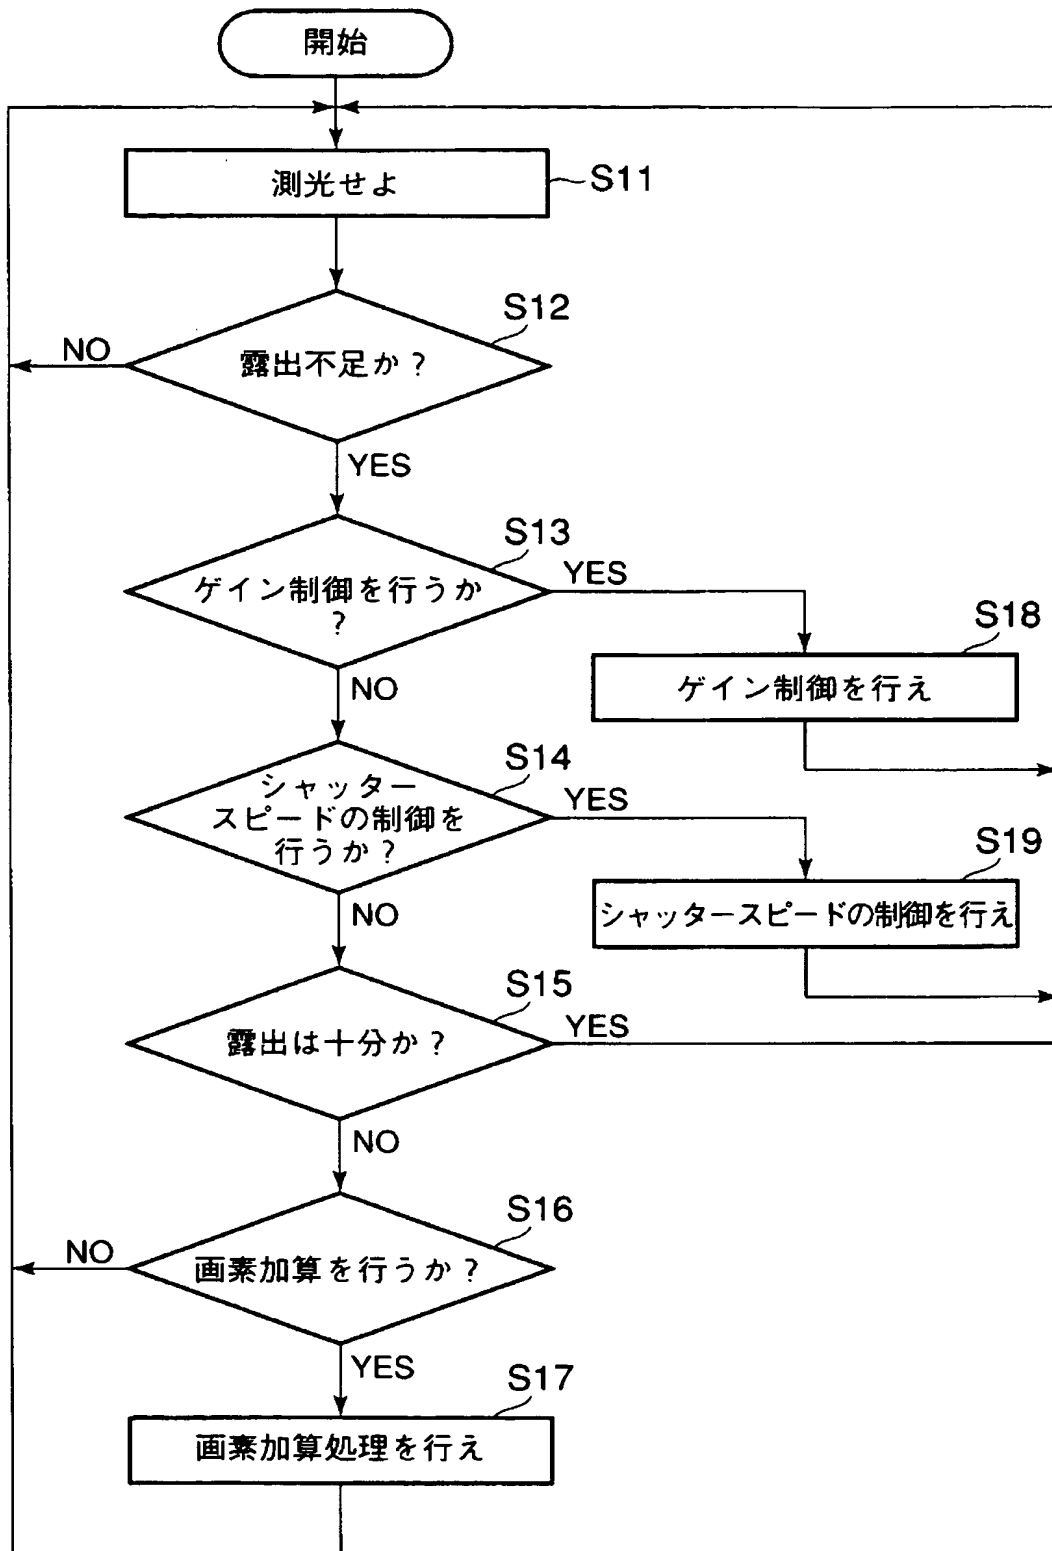 開始
測光せよ
S11
S12
露出不足か?
NO
YES
S13
ゲイン制御を行うか
?
YES
NO
S18
ゲイン制御を行え
S14
シャッター
スピードの制御を
行うか?
YES
NO
S19
シャッタースピードの制御を行え
S15
露出は十分か?
YES
NO
S16
画素加算を行うか?
NO
YES
S17
画素加算処理を行え